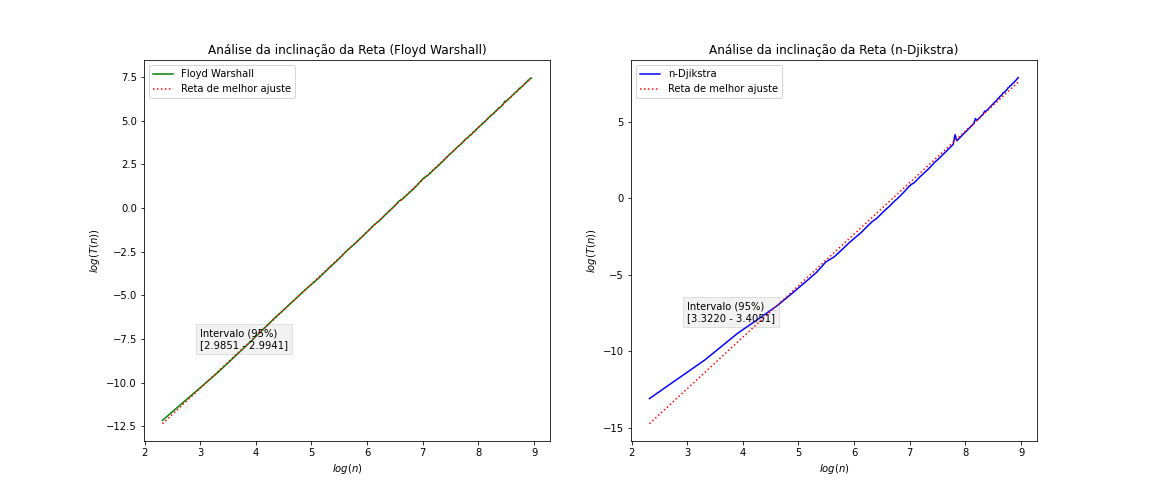 Análise da inclinação da Reta (Floyd Warshall)
Floyd Warshall
Reta de melhor ajuste
7.5
5.0
2.5
0.0
−2.5
−5.0
−7.5
−10.0
−12.5
log(T(n))
Intervalo (95%)
[2.9851 - 2.9941]
2 3 4 5 6 7 8 9
log(n)
Análise da inclinação da Reta (n-Djikstra)
n-Djikstra
Reta de melhor ajuste
5
0
−5
−10
−15
log(T(n))
Intervalo (95%)
[3.3220 - 3.4051]
2 3 4 5 6 7 8 9
log(n)